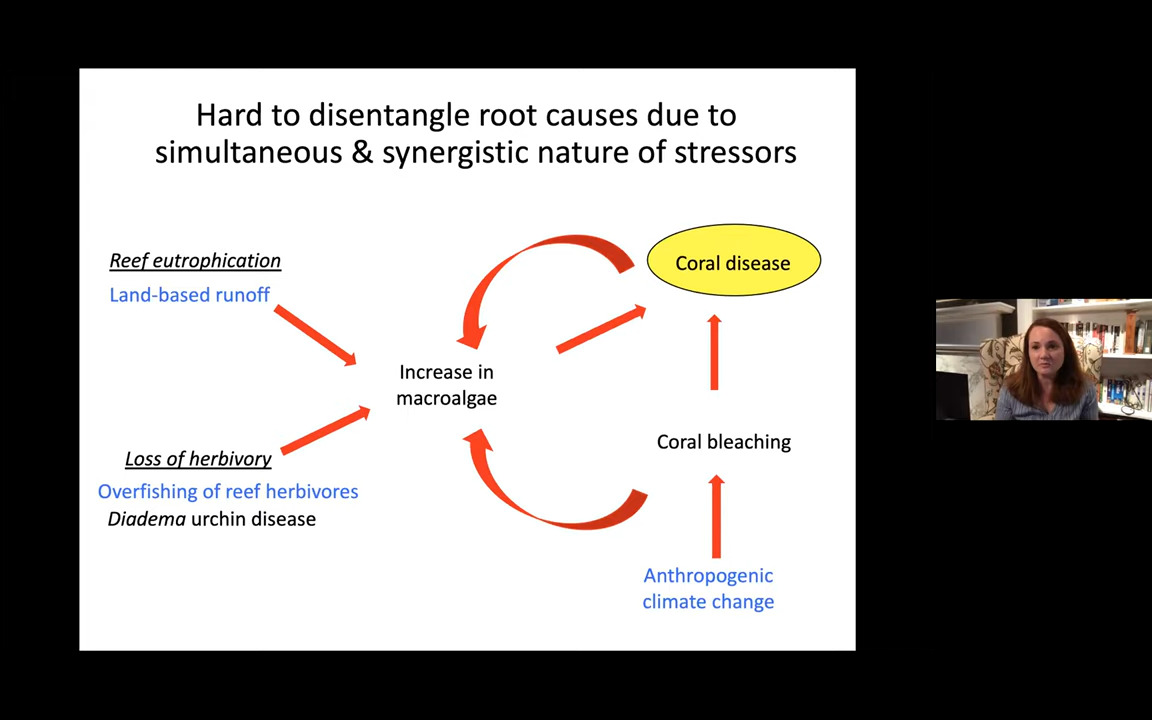 Hard to disentangle root causes due to
simultaneous & synergistic nature of stressors
Reef eutrophication
Land-based runoff
Loss of herbivory
Overfishing of reef herbivores
Diadema urchin disease
Increase in
macroalgae
Coral disease
Coral bleaching
Anthropogenic
climate change